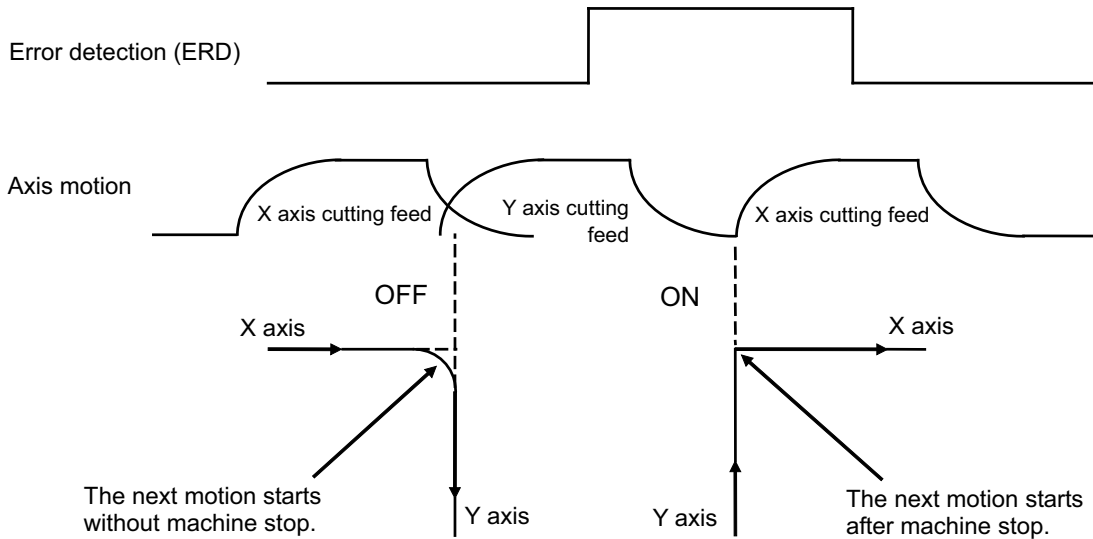 Error detection (ERD)
Axis motion
X axis cutting feed
Y axis cutting
feed
X axis cutting feed
OFF
ON
X axis
X axis
The next motion starts
without machine stop.
Y axis
Y axis
The next motion starts
after machine stop.